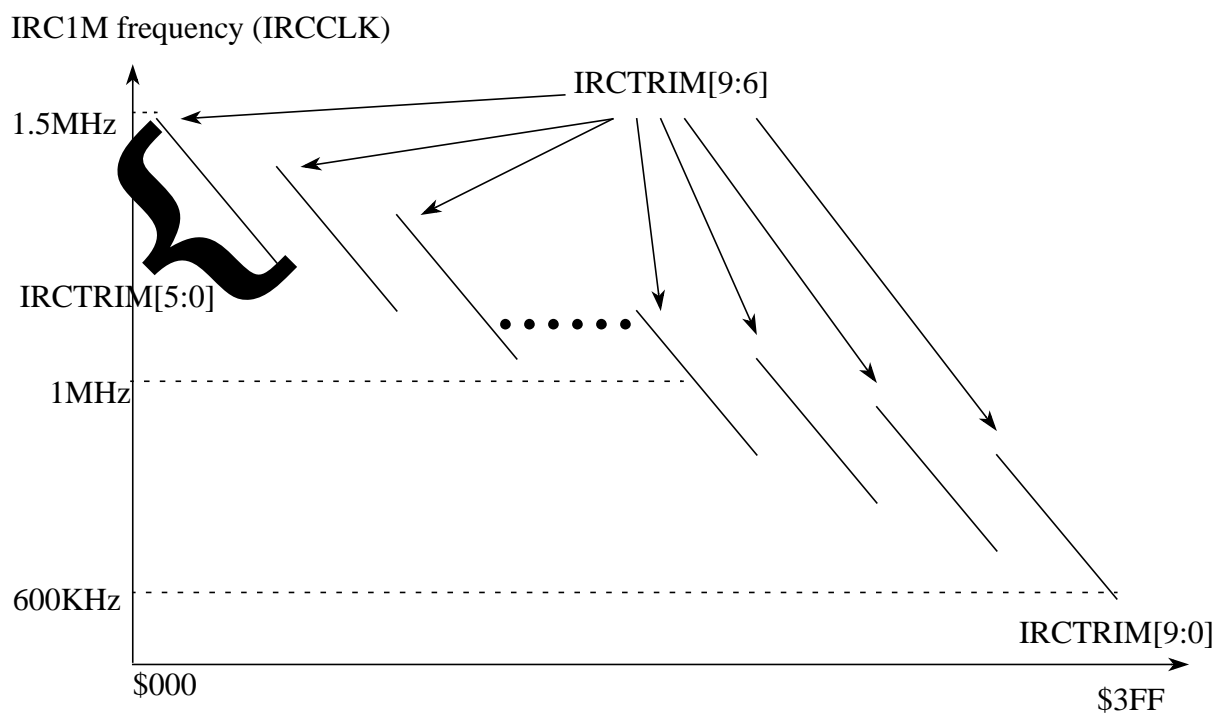 IRC1M frequency (IRCCLK)
IRCTRIM[9:6]
1.5MHz
IRCTRIM[5:0]
1MHz
600KHz
IRCTRIM[9:0]
$000
$3FF